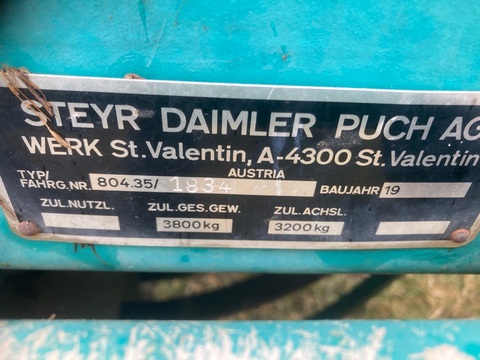 STEYR DAIMLER PUCH AG
WERK St.Valentin, A-4300 St.Valentin
AUSTRIA
TYP/ FAHRG.NR. 804.35/ 1834 BAUJAHR 19
ZUL.NUTZL. ZUL.GES.GEW. ZUL.ACHSL.
3800kg 3200kg